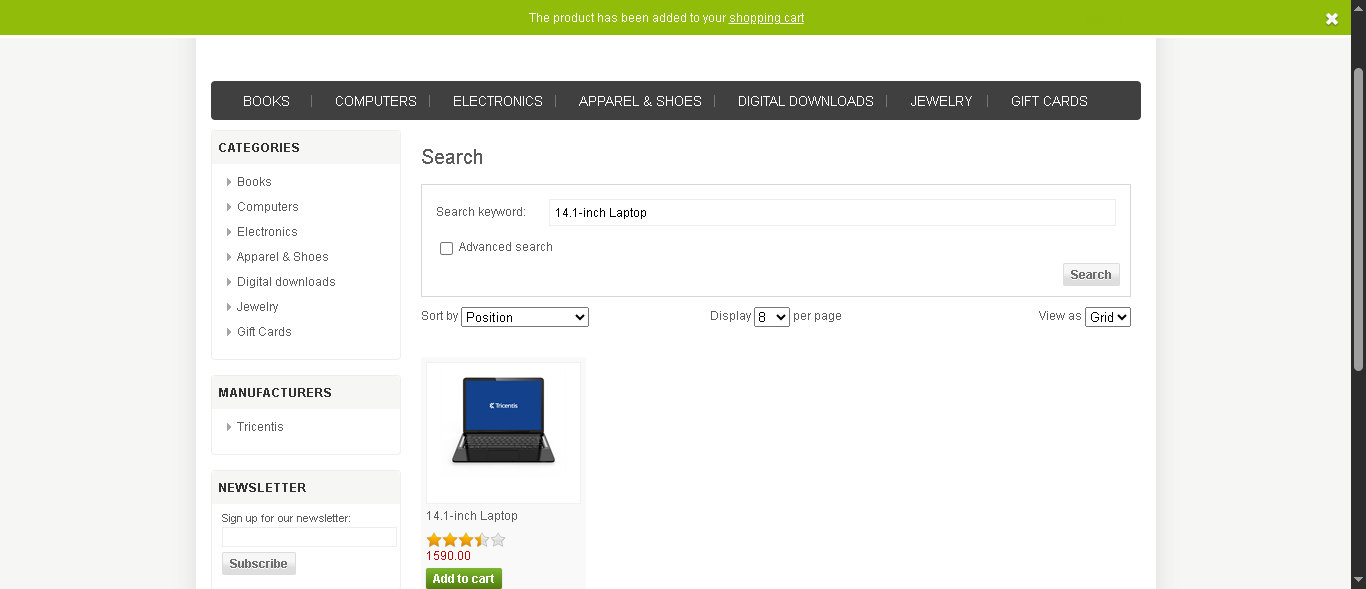 The product has been added to your shopping cart
BOOKS COMPUTERS ELECTRONICS APPAREL & SHOES DIGITAL DOWNLOADS JEWELRY GIFT CARDS
CATEGORIES
Books
Computers
Electronics
Apparel & Shoes
Digital downloads
Jewelry
Gift Cards
MANUFACTURERS
Tricentis
NEWSLETTER
Sign up for our newsletter:
Subscribe
Search
Search keyword: 14.1-inch Laptop
Advanced search
Search
Sort by Position Display 8 per page View as Grid
Tricentis
14.1-inch Laptop
1590.00
Add to cart